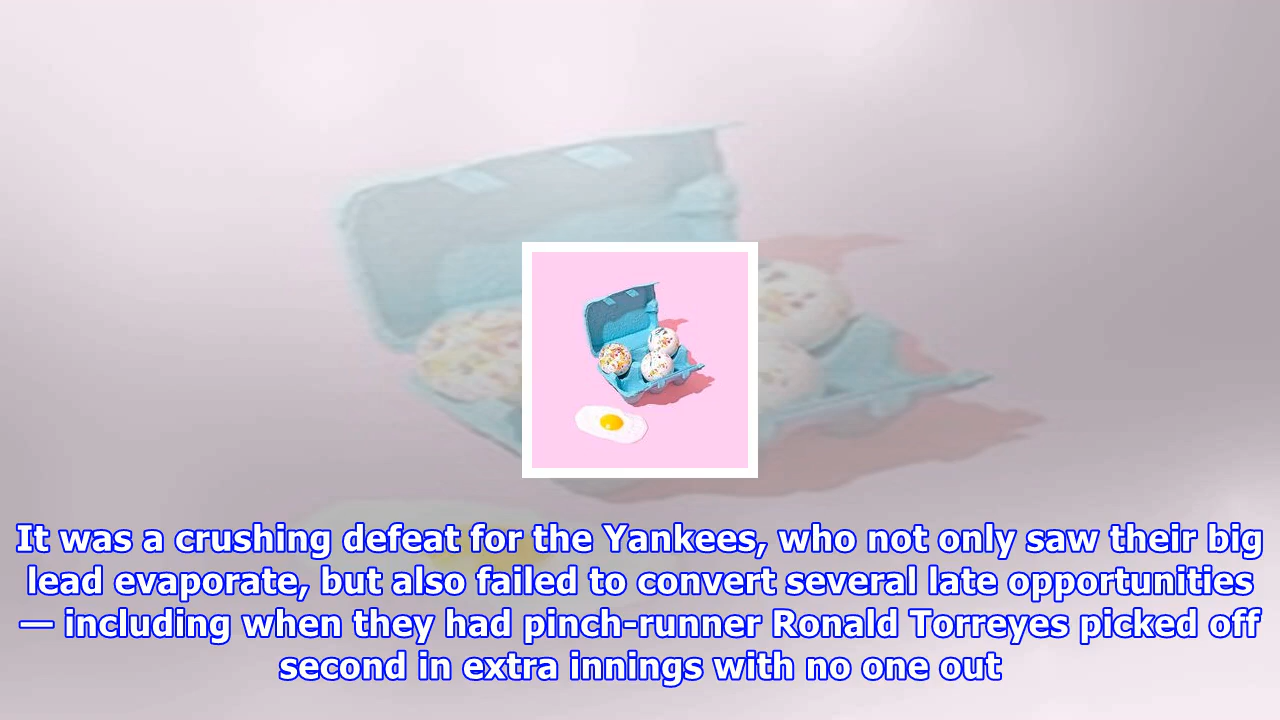 It was a crushing defeat for the Yankees, who not only saw their big
lead evaporate, but also failed to convert several late opportunities
— including when they had pinch-runner Ronald Torreyes picked off
second in extra innings with no one out